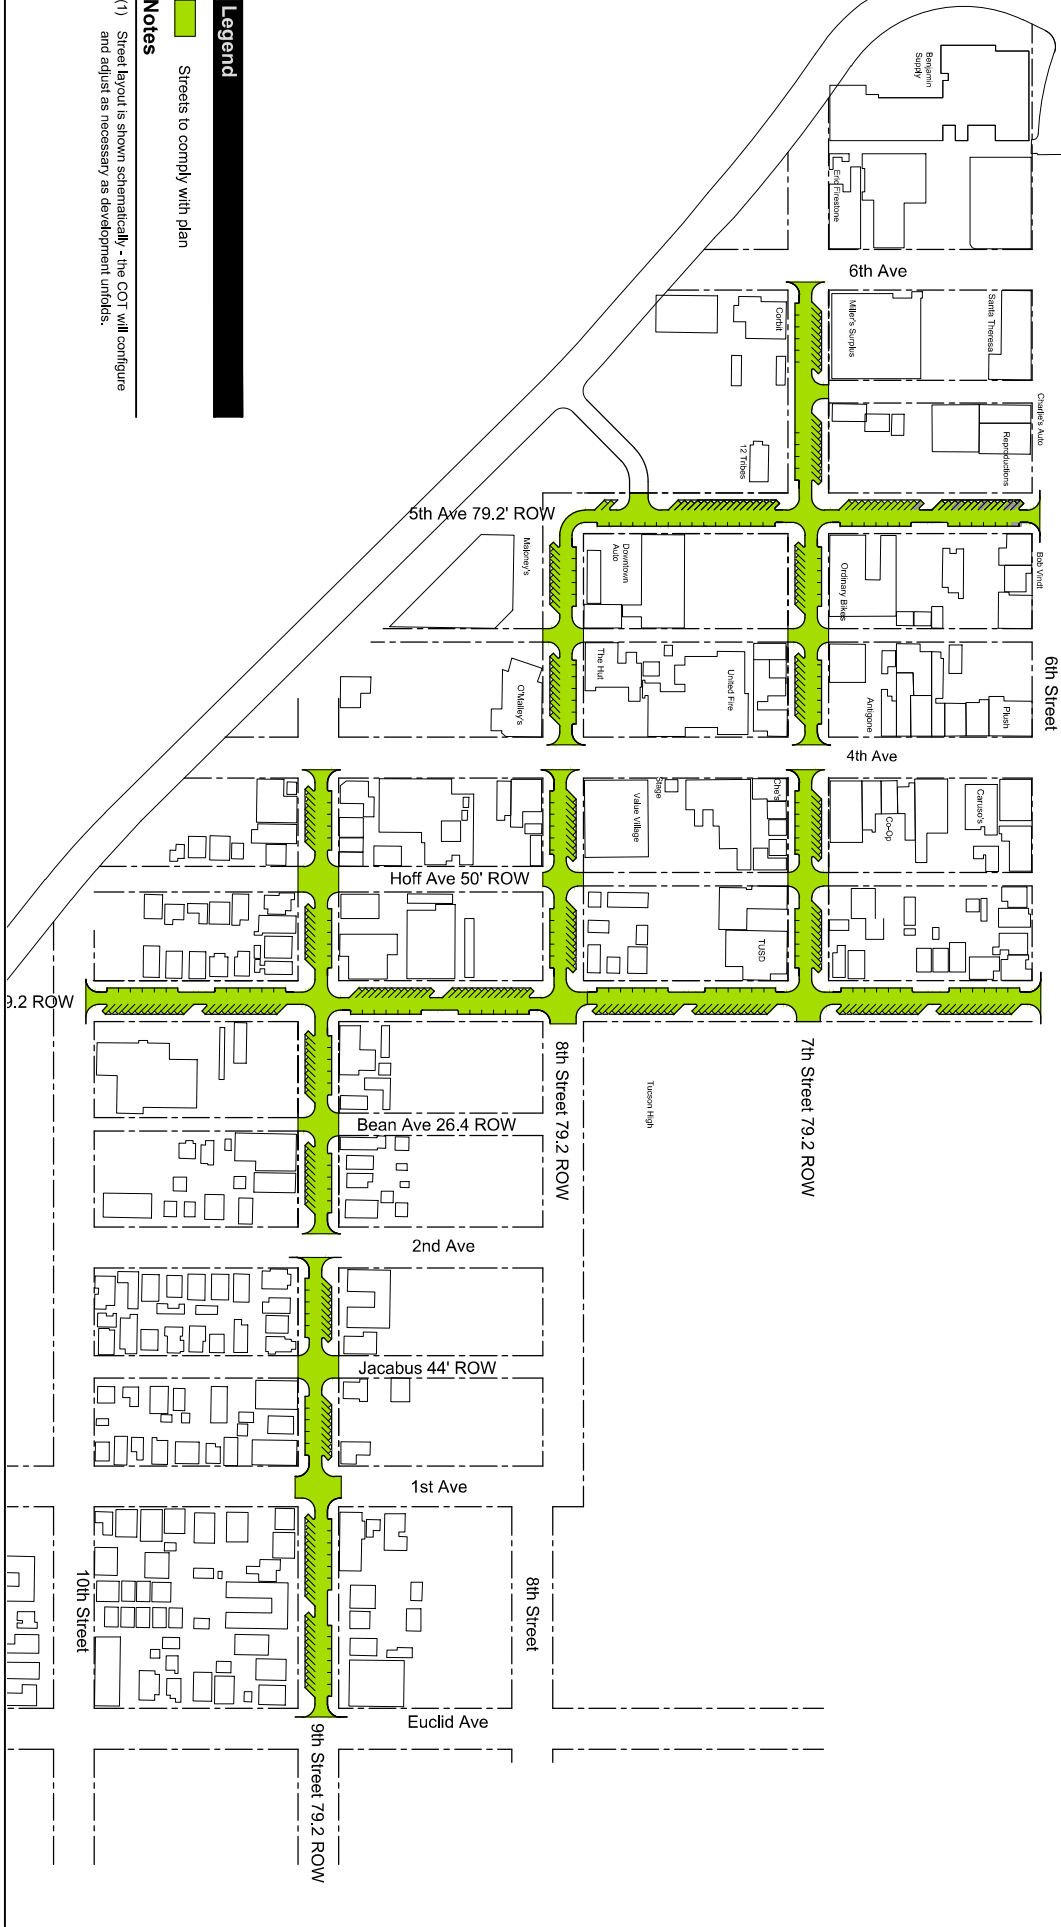 Legend
Streets to comply with plan
Notes
(1) Street layout is shown schematically - the COT will configure
and adjust as necessary as development unfolds.
Benjamin
Supply
Eric Firestone
6th Ave
Corbit
Miller's Surplus
Santa Theresa
Charlie's Auto
Reproductions
12 Tribes
5th Ave 79.2' ROW
Maloney's
Downtown
Auto
Ordinary Bikes
Bob Vindt
6th Street
O'Malley's
The Hut
United Fire
Antigone
Plush
4th Ave
Stage
Value Village
Che's
Co-Op
Caruso's
Hoff Ave 50' ROW
TUSD
9.2 ROW
8th Street 79.2 ROW
Tucson High
7th Street 79.2 ROW
Bean Ave 26.4 ROW
2nd Ave
Jacabus 44' ROW
1st Ave
10th Street
8th Street
Euclid Ave
9th Street 79.2 ROW